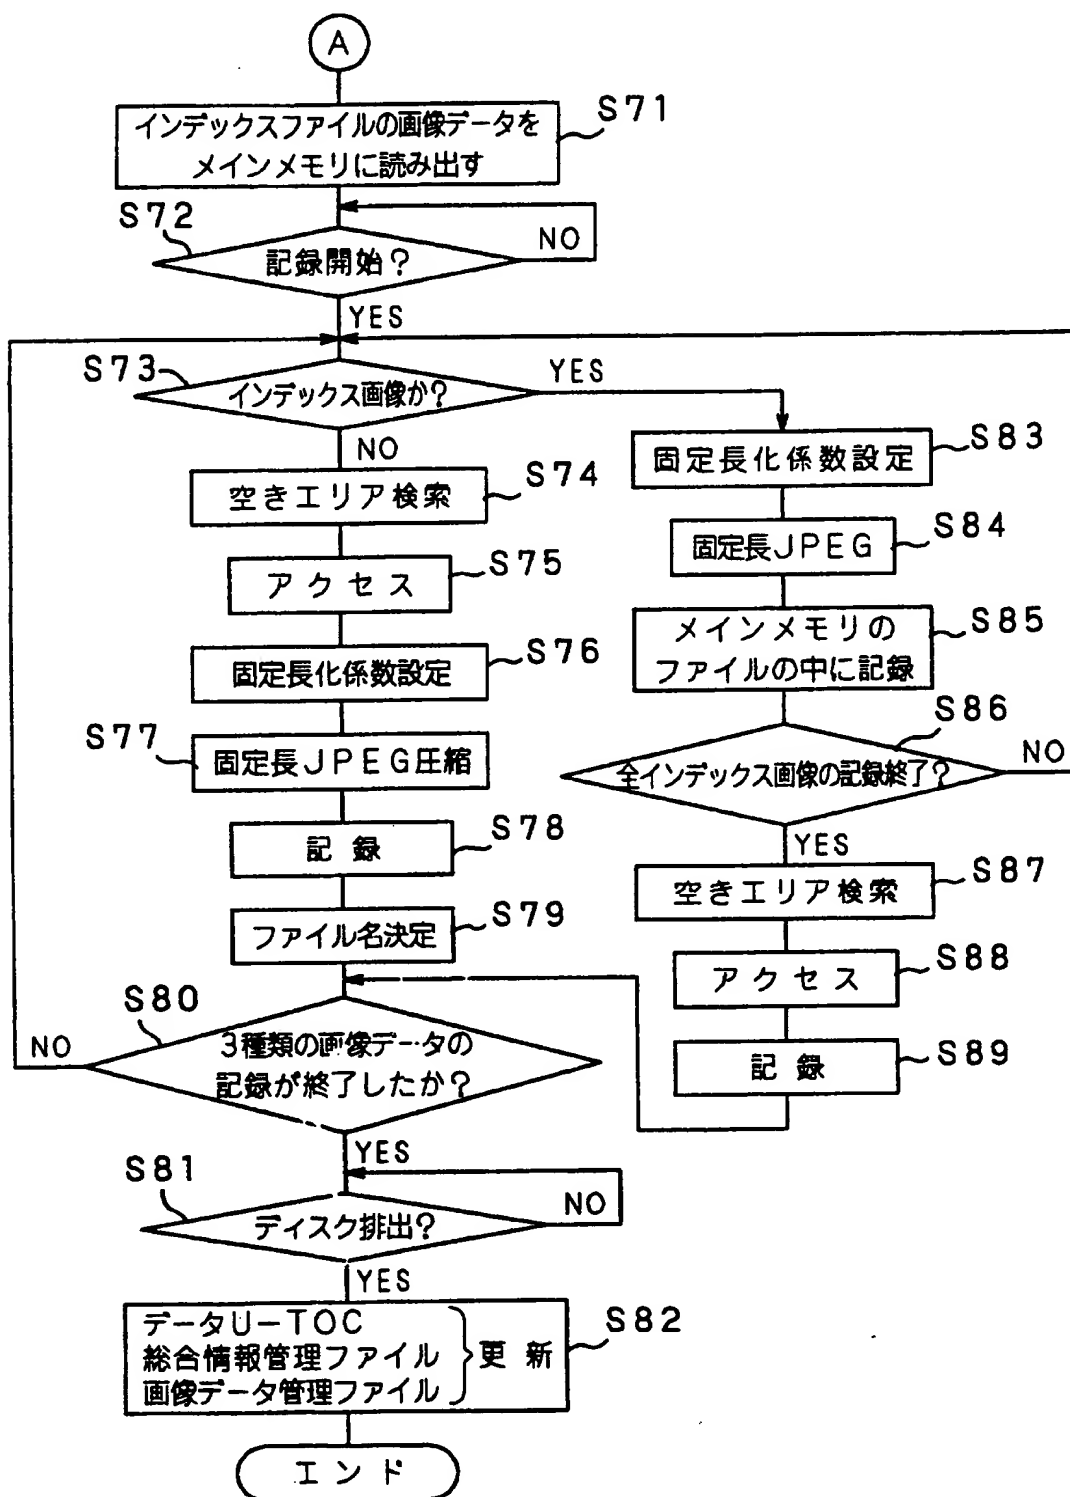 A
S71
インデックスファイルの画像データを
メインメモリに読み出す
S72
記録開始?
NO
YES
S73
インデックス画像か?
YES
NO
S74
空きエリア検索
S75
アクセス
S76
固定長化係数設定
S77
固定長JPEG圧縮
S78
記録
S79
ファイル名決定
S80
3種類の画像データの
記録が終了したか?
NO
YES
S81
ディスク排出?
NO
YES
S82
データU-TOC
総合情報管理ファイル
画像データ管理ファイル
更新
エンド
S83
固定長化係数設定
S84
固定長JPEG
S85
メインメモリの
ファイルの中に記録
S86
全インデックス画像の記録終了?
NO
YES
S87
空きエリア検索
S88
アクセス
S89
記録